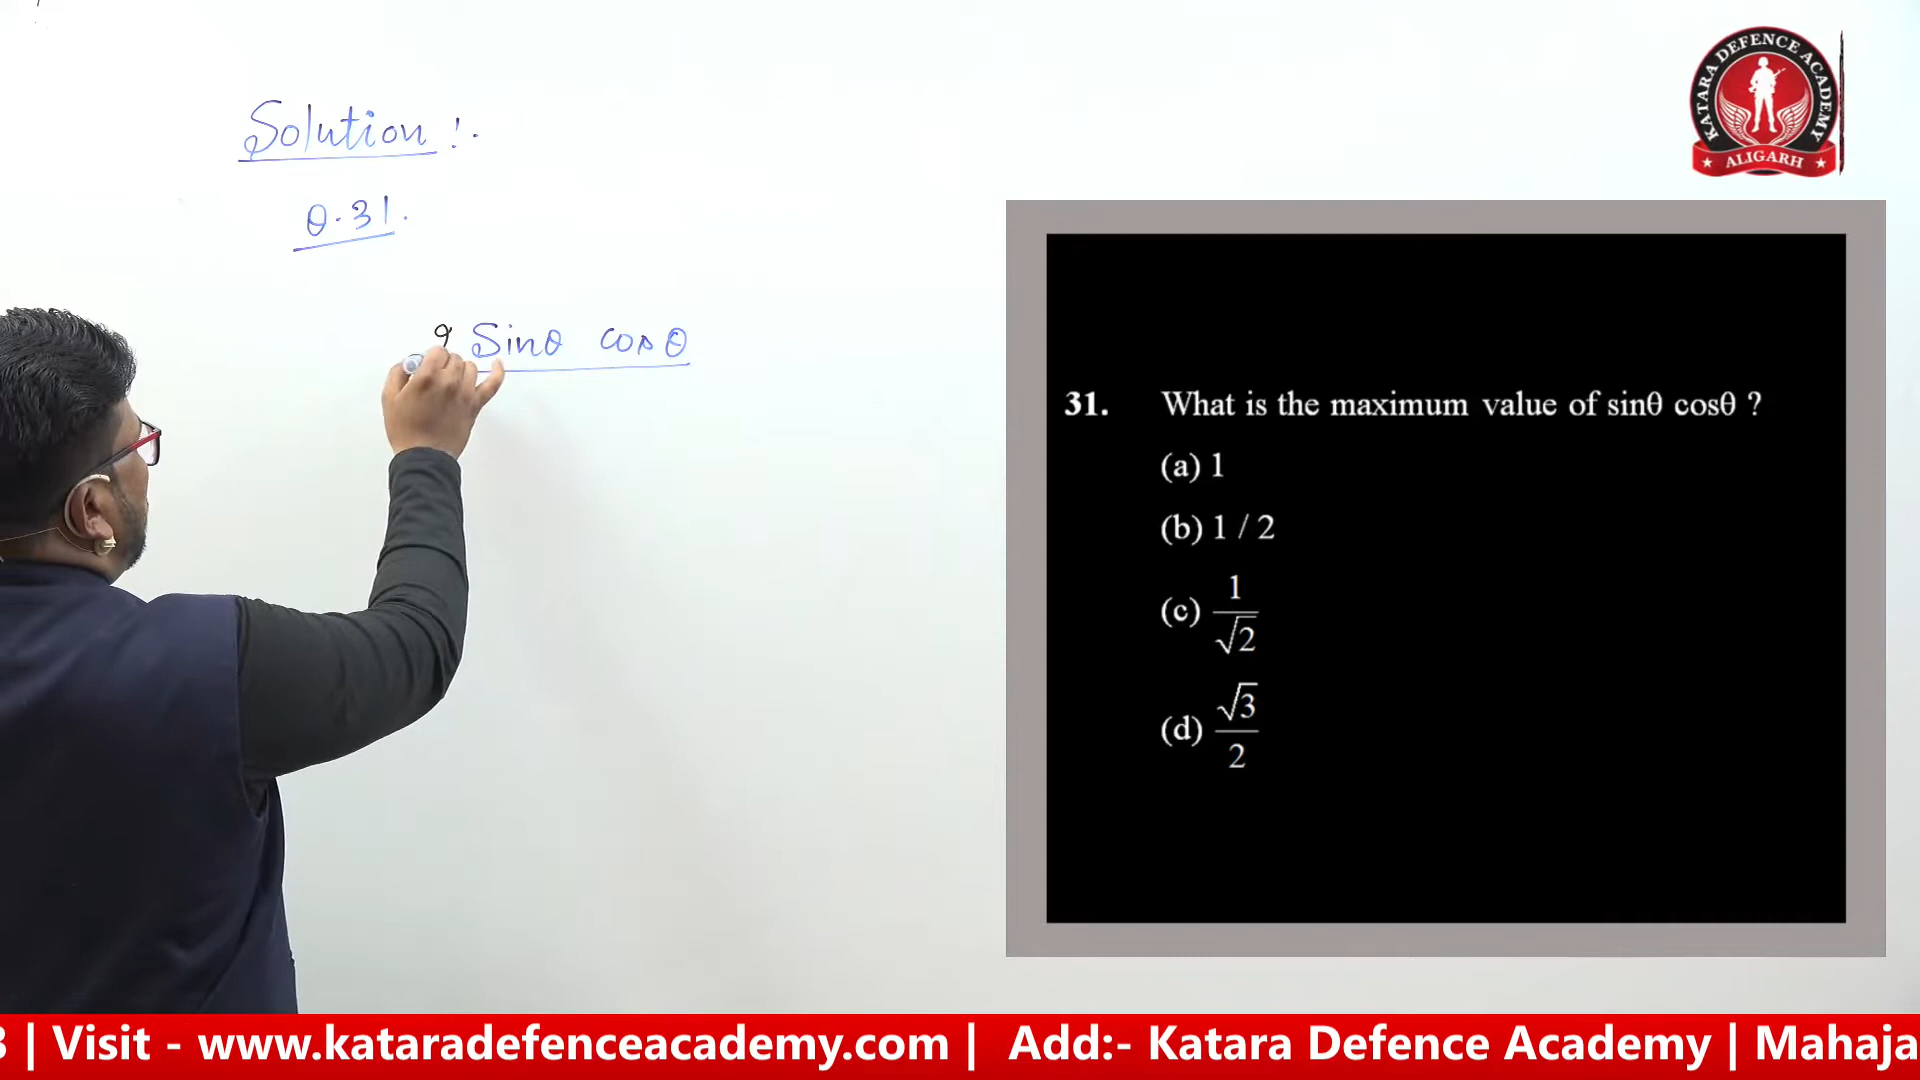 Solution :-
Q.31.
Sinθ cosθ
KATARA DEFENCE ACADEMY
ALIGARH
31. What is the maximum value of sinθ cosθ ?
(a) 1
(b) 1 / 2
(c) 1/√2
(d) √3/2
| Visit - www.kataradefenceacademy.com | Add:- Katara Defence Academy |